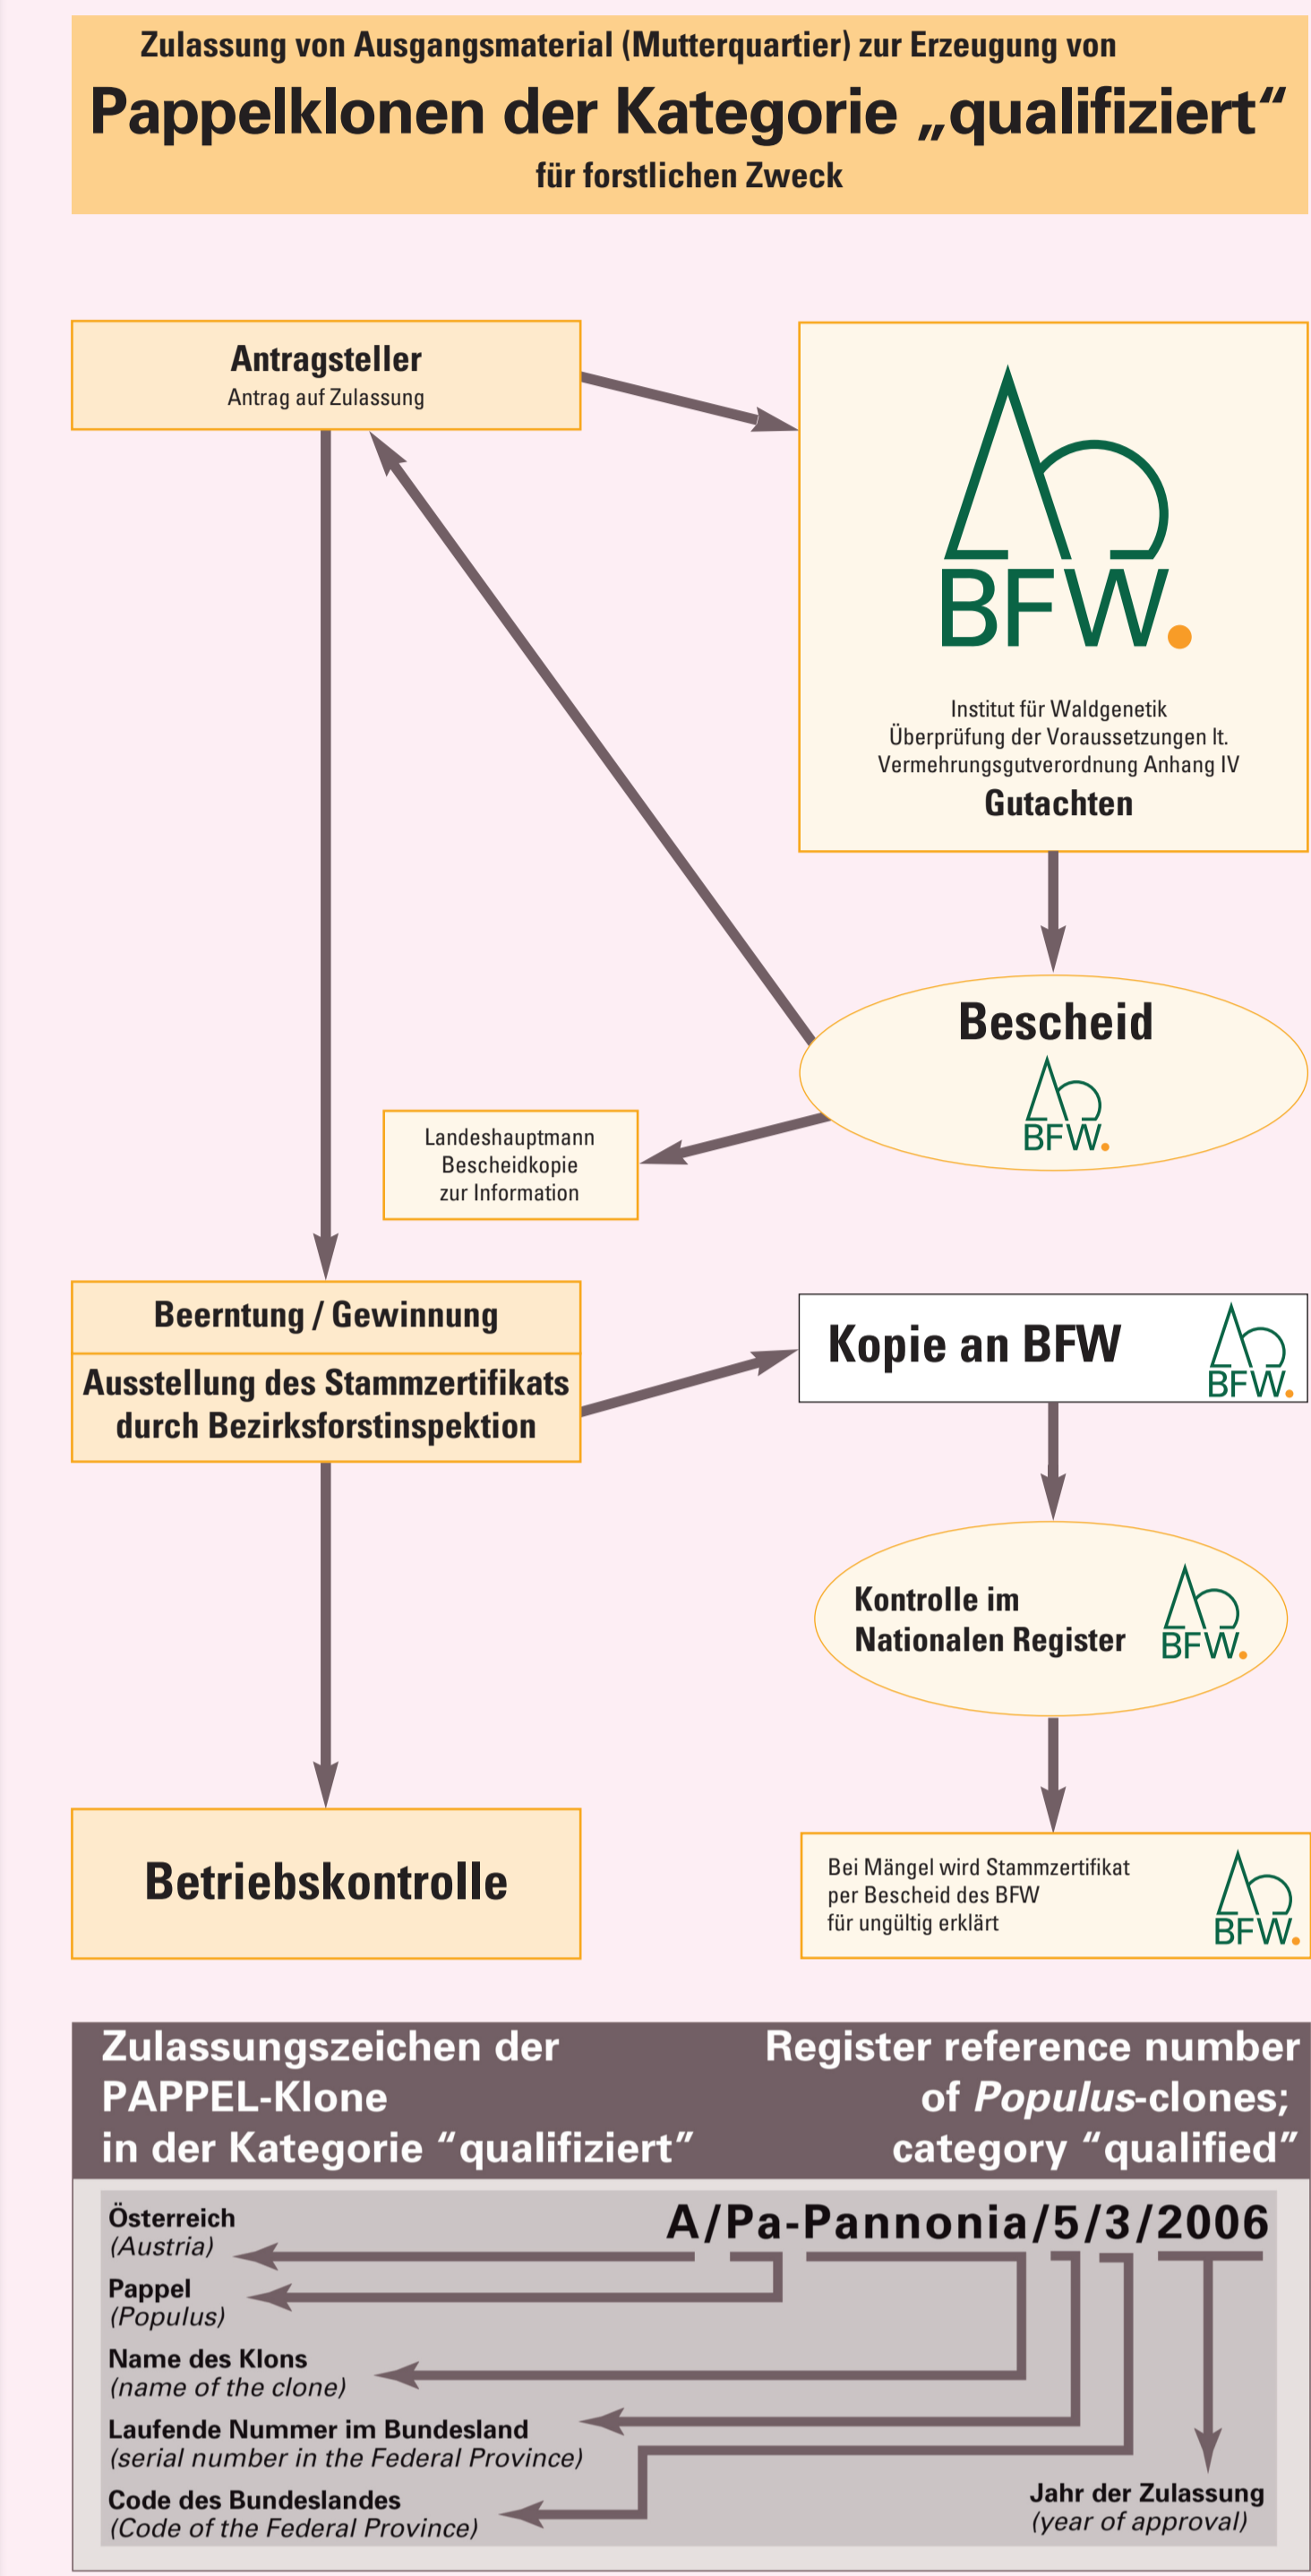 Zulassung von Ausgangsmaterial (Mutterquartier) zur Erzeugung von
Pappelklonen der Kategorie „qualifiziert“
für forstlichen Zweck
Antragsteller
Antrag auf Zulassung
BFW.
Institut für Waldgenetik
Überprüfung der Voraussetzungen lt.
Vermehrungsgutverordnung Anhang IV
Gutachten
Bescheid
BFW.
Landeshauptmann
Bescheidkopie
zur Information
Beerntung / Gewinnung
Ausstellung des Stammzertifikats
durch Bezirksforstinspektion
Kopie an BFW
BFW.
Kontrolle im
Nationalen Register
BFW.
Betriebskontrolle
Bei Mängel wird Stammzertifikat
per Bescheid des BFW
für ungültig erklärt
BFW.
Zulassungszeichen der
PAPPEL-Klone
in der Kategorie “qualifiziert”
Register reference number
of Populus-clones;
category “qualified”
A/Pa-Pannonia/5/3/2006
Österreich
(Austria)
Pappel
(Populus)
Name des Klons
(name of the clone)
Laufende Nummer im Bundesland
(serial number in the Federal Province)
Code des Bundeslandes
(Code of the Federal Province)
Jahr der Zulassung
(year of approval)